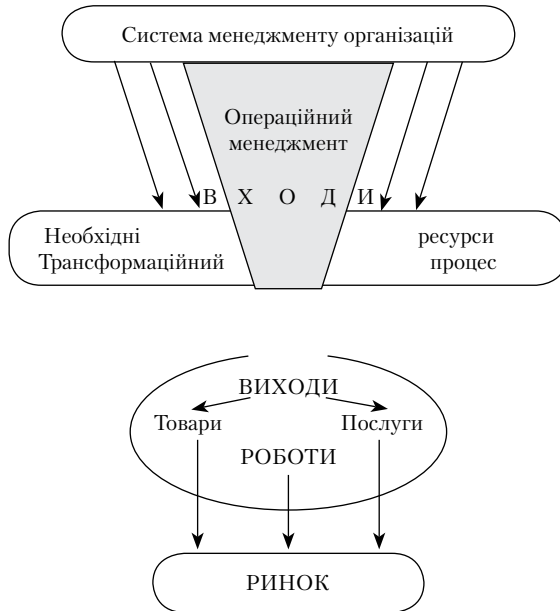 Система менеджменту організацій
Операційний
менеджмент
В Х О Д И
Необхідні ресурси
Трансформаційний процес
ВИХОДИ
Товари Послуги
РОБОТИ
РИНОК